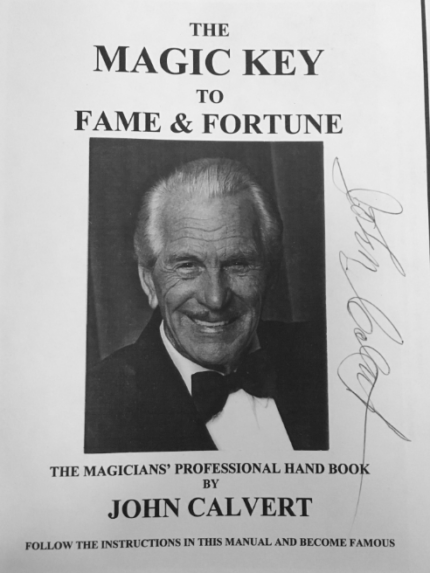 THE
MAGIC KEY
TO
FAME & FORTUNE
John Calvert
THE MAGICIANS' PROFESSIONAL HAND BOOK
BY
JOHN CALVERT
FOLLOW THE INSTRUCTIONS IN THIS MANUAL AND BECOME FAMOUS